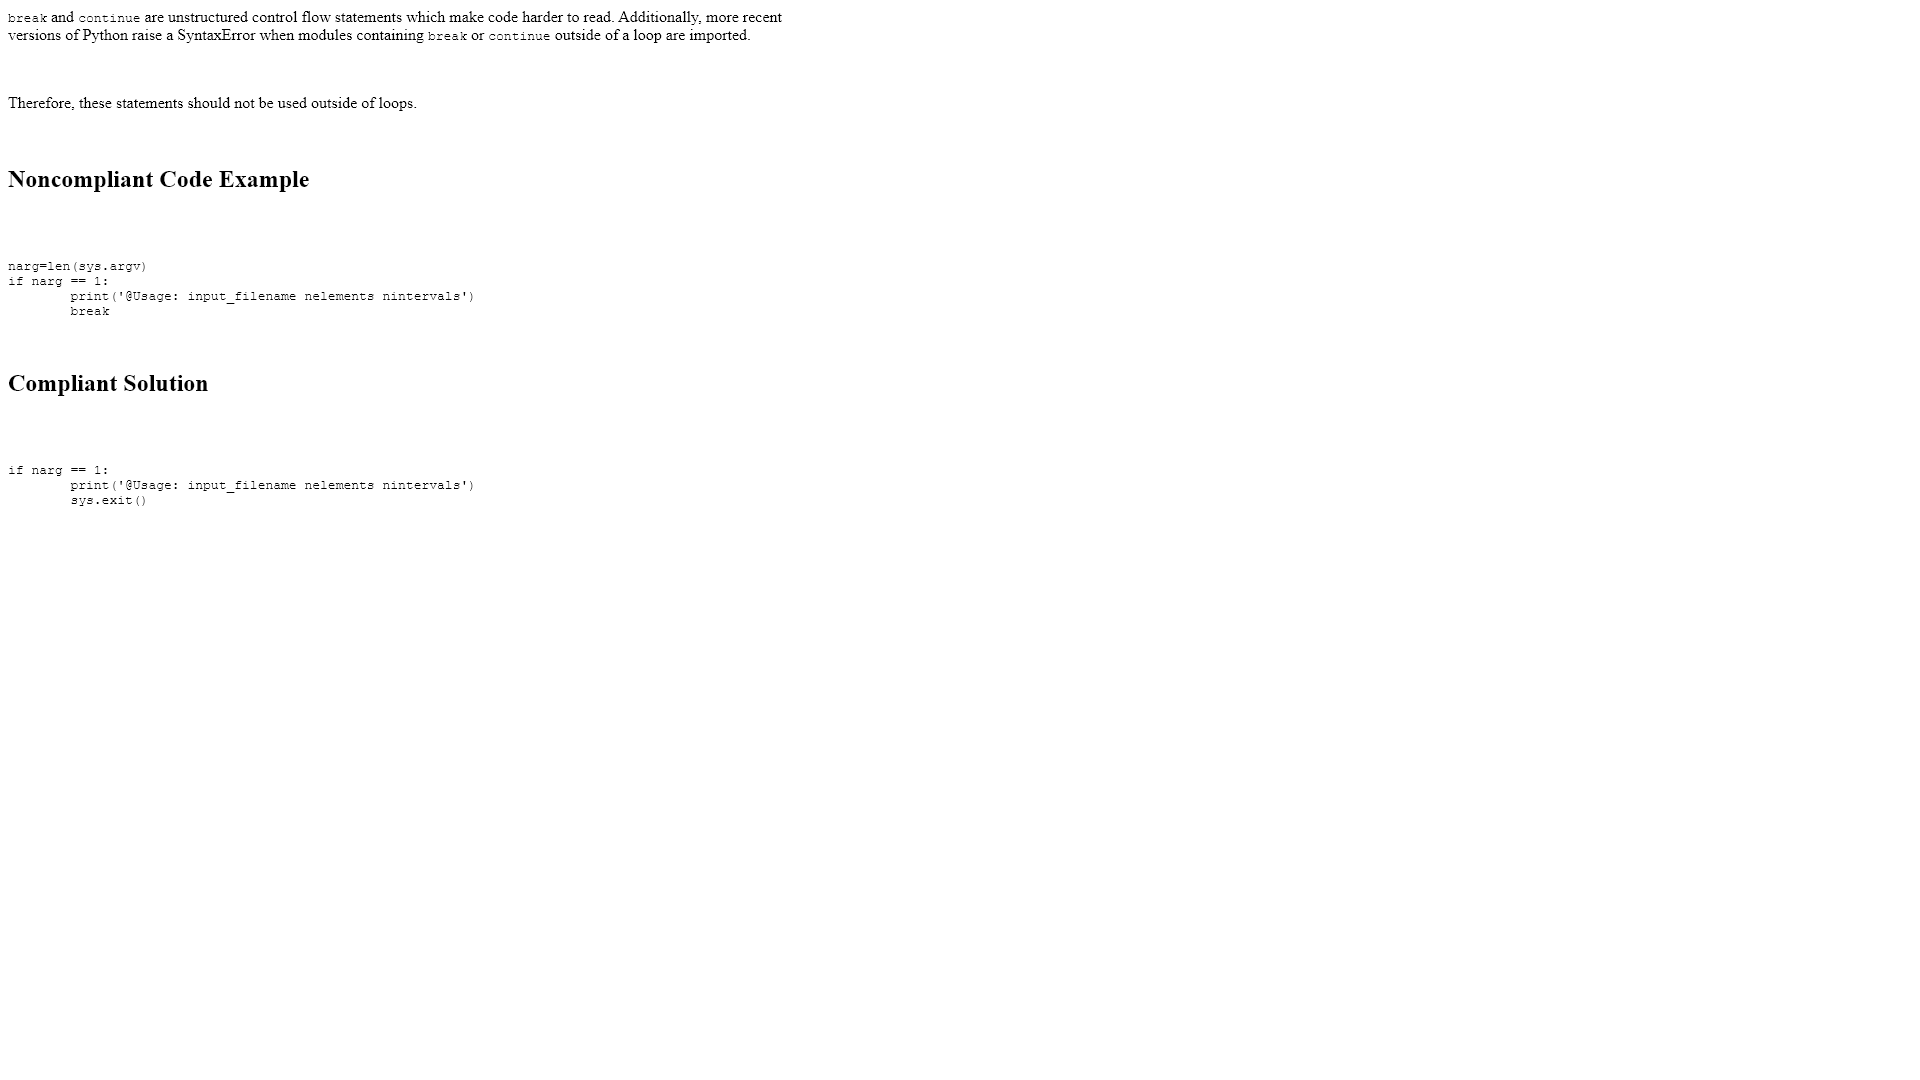 break and continue are unstructured control flow statements which make code harder to read. Additionally, more recent
versions of Python raise a SyntaxError when modules containing break or continue outside of a loop are imported.
Therefore, these statements should not be used outside of loops.
Noncompliant Code Example
narg=len(sys.argv)
if narg == 1:
        print('@Usage: input_filename nelements nintervals')
        break
Compliant Solution
if narg == 1:
        print('@Usage: input_filename nelements nintervals')
        sys.exit()